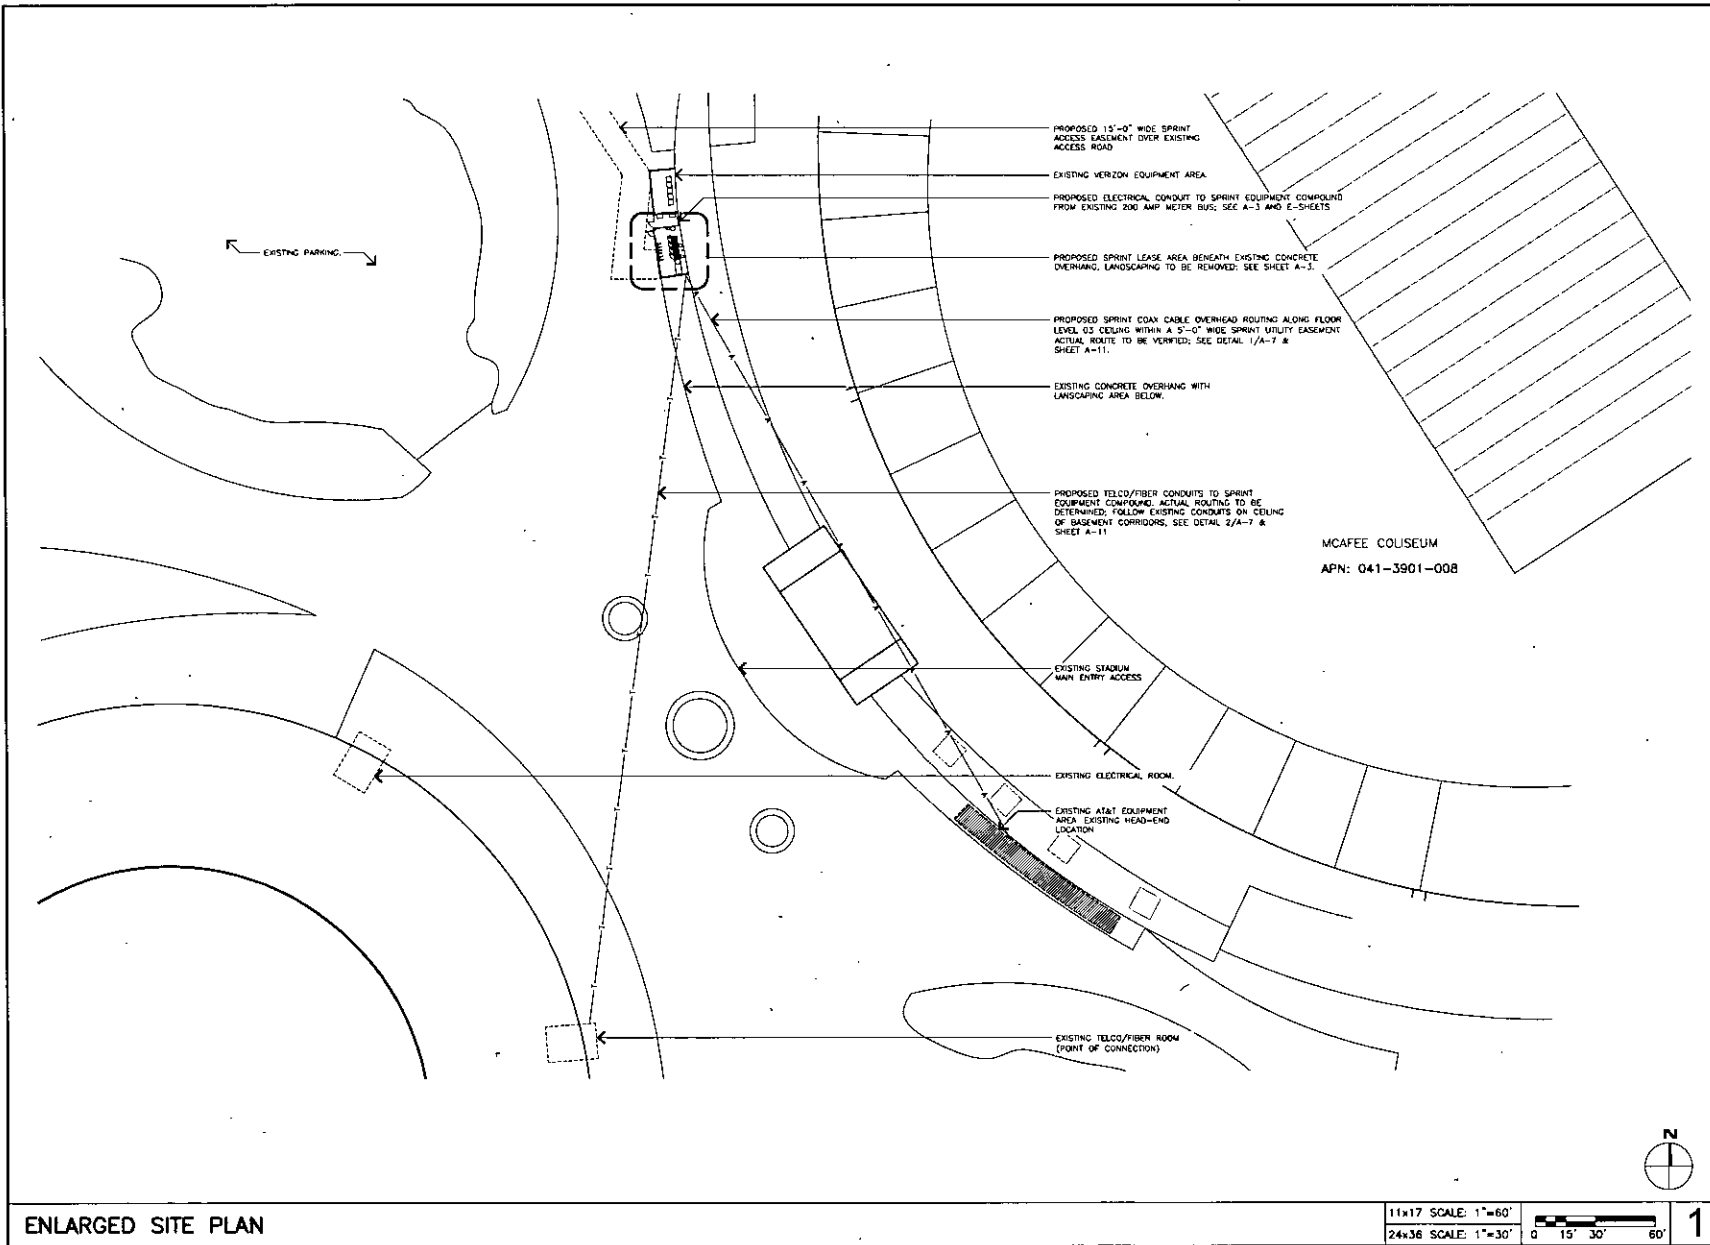 PROPOSED 15'-0" WIDE SPRINT
ACCESS EASEMENT OVER EXISTING
ACCESS ROAD
EXISTING VERIZON EQUIPMENT AREA.
PROPOSED ELECTRICAL CONDUIT TO SPRINT EQUIPMENT COMPOUND
FROM EXISTING 200 AMP METER BUS; SEE A-3 AND E-SHEETS
EXISTING PARKING.
PROPOSED SPRINT LEASE AREA BENEATH EXISTING CONCRETE
OVERHANG, LANDSCAPING TO BE REMOVED; SEE SHEET A-3.
PROPOSED SPRINT COAX CABLE OVERHEAD ROUTING ALONG FLOOR
LEVEL 03 CEILING WITHIN A 5'-0" WIDE SPRINT UTILITY EASEMENT
ACTUAL ROUTE TO BE VERIFIED; SEE DETAIL 1/A-7 &
SHEET A-11.
EXISTING CONCRETE OVERHANG WITH
LANSCAPING AREA BELOW.
PROPOSED TELCO/FIBER CONDUITS TO SPRINT
EQUIPMENT COMPOUND. ACTUAL ROUTING TO BE
DETERMINED; FOLLOW EXISTING CONDUITS ON CEILING
OF BASEMENT CORRIDORS, SEE DETAIL 2/A-7 &
SHEET A-11
MCAFEE COLISEUM
APN: 041-3901-008
EXISTING STADIUM
MAIN ENTRY ACCESS
EXISTING ELECTRICAL ROOM.
EXISTING AT&T EQUIPMENT
AREA EXISTING HEAD-END
LOCATION
EXISTING TELCO/FIBER ROOM
(POINT OF CONNECTION)
N
ENLARGED SITE PLAN
11x17 SCALE: 1"=60'
24x36 SCALE: 1"=30'
0 15' 30' 60'
1